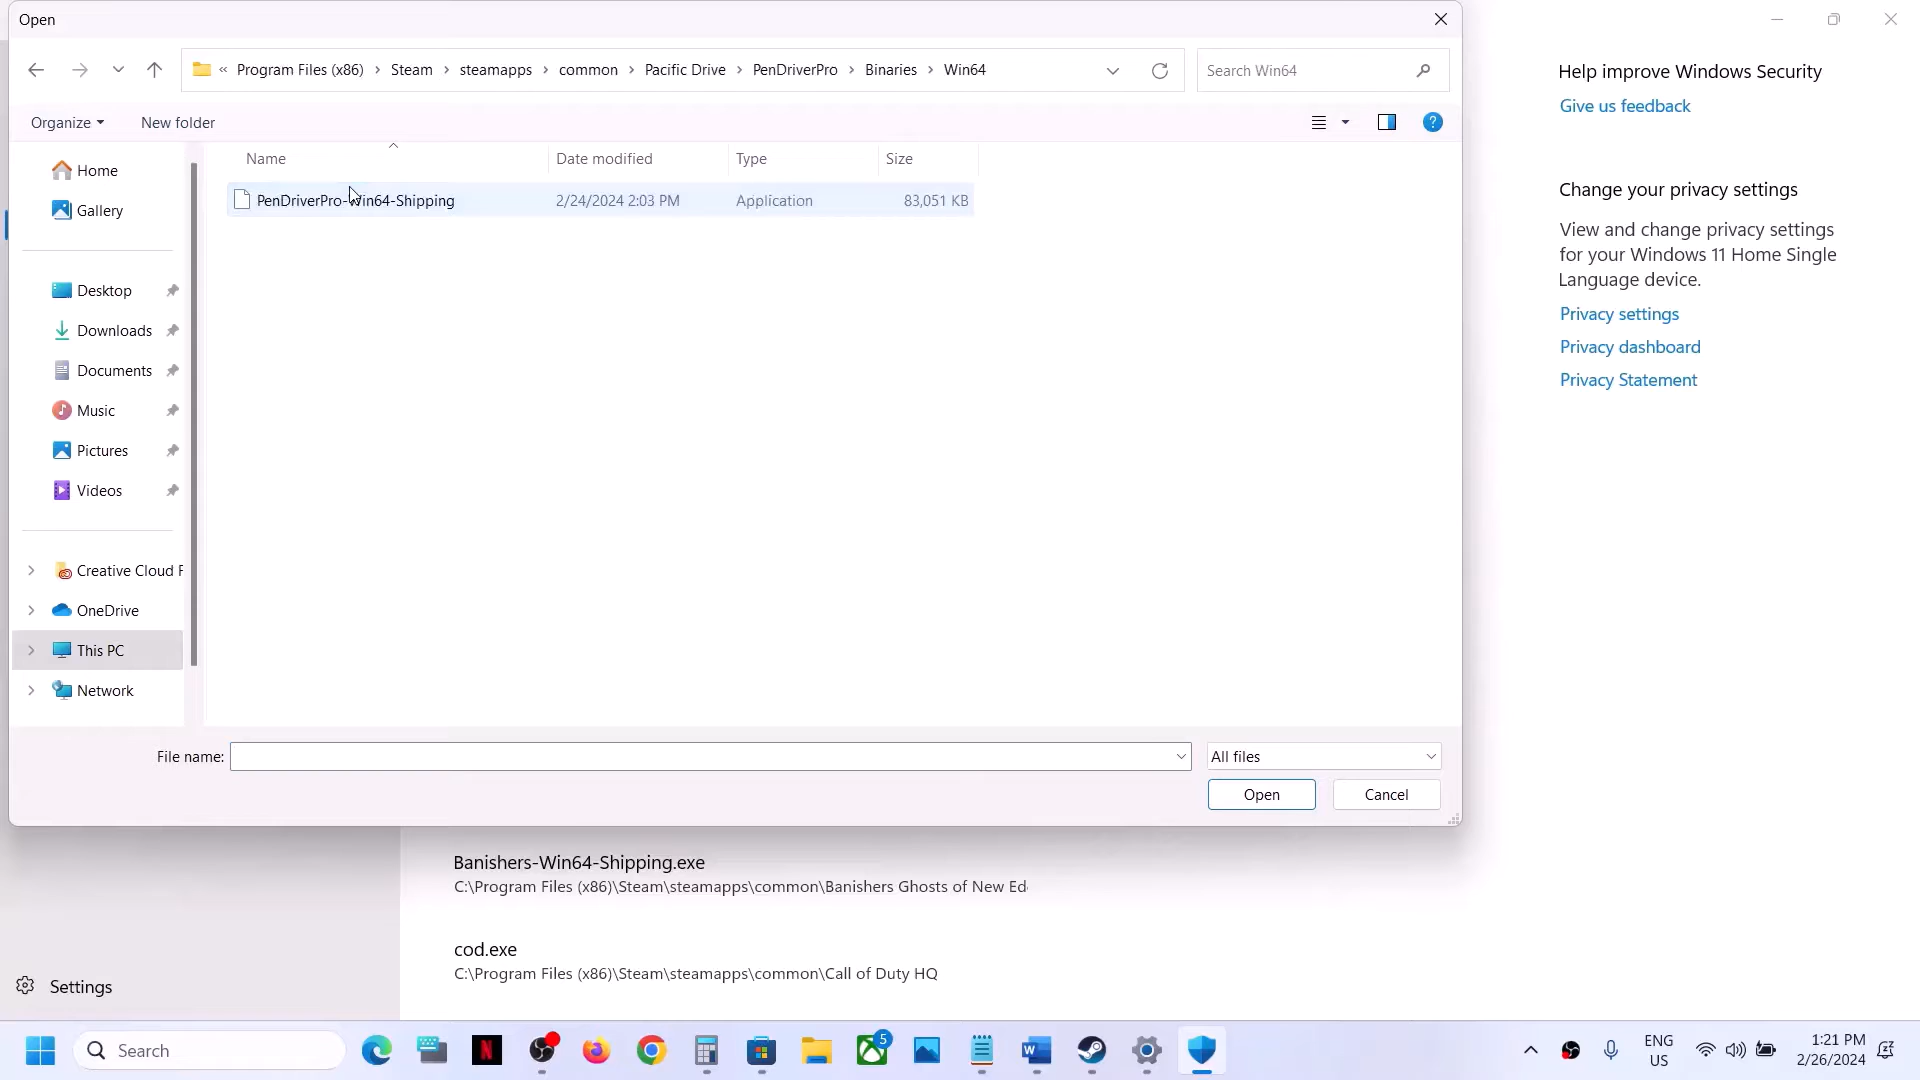 Open
« Program Files (x86) > Steam > steamapps > common > Pacific Drive > PenDriverPro > Binaries > Win64
Search Win64
Organize
New folder
Name
Date modified
Type
Size
PenDriverPro-Win64-Shipping
2/24/2024 2:03 PM
Application
83,051 KB
Home
Gallery
Desktop
Downloads
Documents
Music
Pictures
Videos
Creative Cloud F
OneDrive
This PC
Network
File name:
All files
Open
Cancel
Help improve Windows Security
Give us feedback
Change your privacy settings
View and change privacy settings
for your Windows 11 Home Single
Language device.
Privacy settings
Privacy dashboard
Privacy Statement
Banishers-Win64-Shipping.exe
C:\Program Files (x86)\Steam\steamapps\common\Banishers Ghosts of New Ed
cod.exe
C:\Program Files (x86)\Steam\steamapps\common\Call of Duty HQ
Settings
Search
5
ENG
US
1:21 PM
2/26/2024